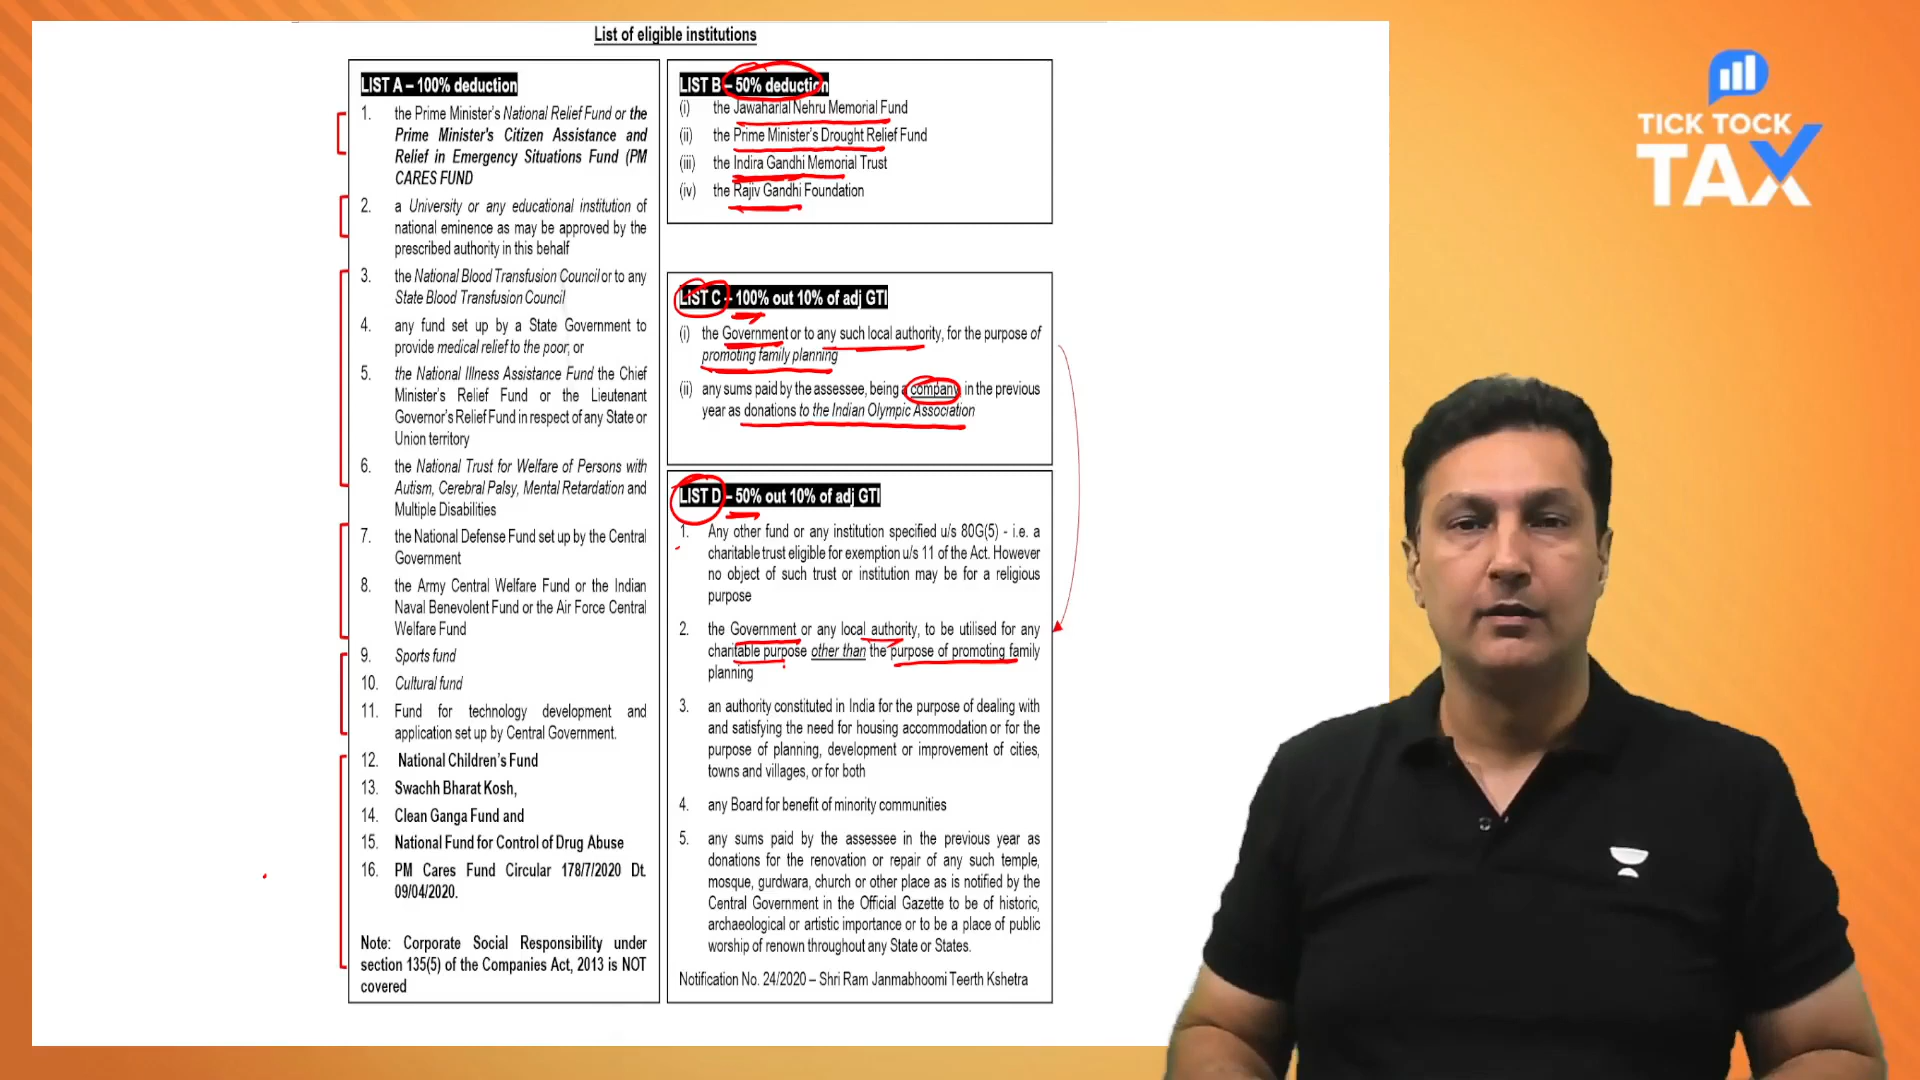 List of eligible institutions
LIST A – 100% deduction
1. the Prime Minister's National Relief Fund or the
Prime Minister's Citizen Assistance and
Relief in Emergency Situations Fund (PM
CARES FUND
2. a University or any educational institution of
national eminence as may be approved by the
prescribed authority in this behalf
3. the National Blood Transfusion Council or to any
State Blood Transfusion Council
4. any fund set up by a State Government to
provide medical relief to the poor; or
5. the National Illness Assistance Fund the Chief
Minister's Relief Fund or the Lieutenant
Governor's Relief Fund in respect of any State or
Union territory
6. the National Trust for Welfare of Persons with
Autism, Cerebral Palsy, Mental Retardation and
Multiple Disabilities
7. the National Defense Fund set up by the Central
Government
8. the Army Central Welfare Fund or the Indian
Naval Benevolent Fund or the Air Force Central
Welfare Fund
9. Sports fund
10. Cultural fund
11. Fund for technology development and
application set up by Central Government.
12. National Children's Fund
13. Swachh Bharat Kosh,
14. Clean Ganga Fund and
15. National Fund for Control of Drug Abuse
16. PM Cares Fund Circular 178/7/2020 Dt.
09/04/2020.
Note: Corporate Social Responsibility under
section 135(5) of the Companies Act, 2013 is NOT
covered
LIST B – 50% deduction
(i) the Jawaharlal Nehru Memorial Fund
(ii) the Prime Minister's Drought Relief Fund
(iii) the Indira Gandhi Memorial Trust
(iv) the Rajiv Gandhi Foundation
LIST C – 100% out 10% of adj GTI
(i) the Government or to any such local authority, for the purpose of
promoting family planning
(ii) any sums paid by the assessee, being a company, in the previous
year as donations to the Indian Olympic Association
LIST D – 50% out 10% of adj GTI
1. Any other fund or any institution specified u/s 80G(5) - i.e. a
charitable trust eligible for exemption u/s 11 of the Act. However
no object of such trust or institution may be for a religious
purpose
2. the Government or any local authority, to be utilised for any
charitable purpose other than the purpose of promoting family
planning
3. an authority constituted in India for the purpose of dealing with
and satisfying the need for housing accommodation or for the
purpose of planning, development or improvement of cities,
towns and villages, or for both
4. any Board for benefit of minority communities
5. any sums paid by the assessee in the previous year as
donations for the renovation or repair of any such temple,
mosque, gurdwara, church or other place as is notified by the
Central Government in the Official Gazette to be of historic,
archaeological or artistic importance or to be a place of public
worship of renown throughout any State or States.
Notification No. 24/2020 – Shri Ram Janmabhoomi Teerth Kshetra
TICK TOCK
TAX